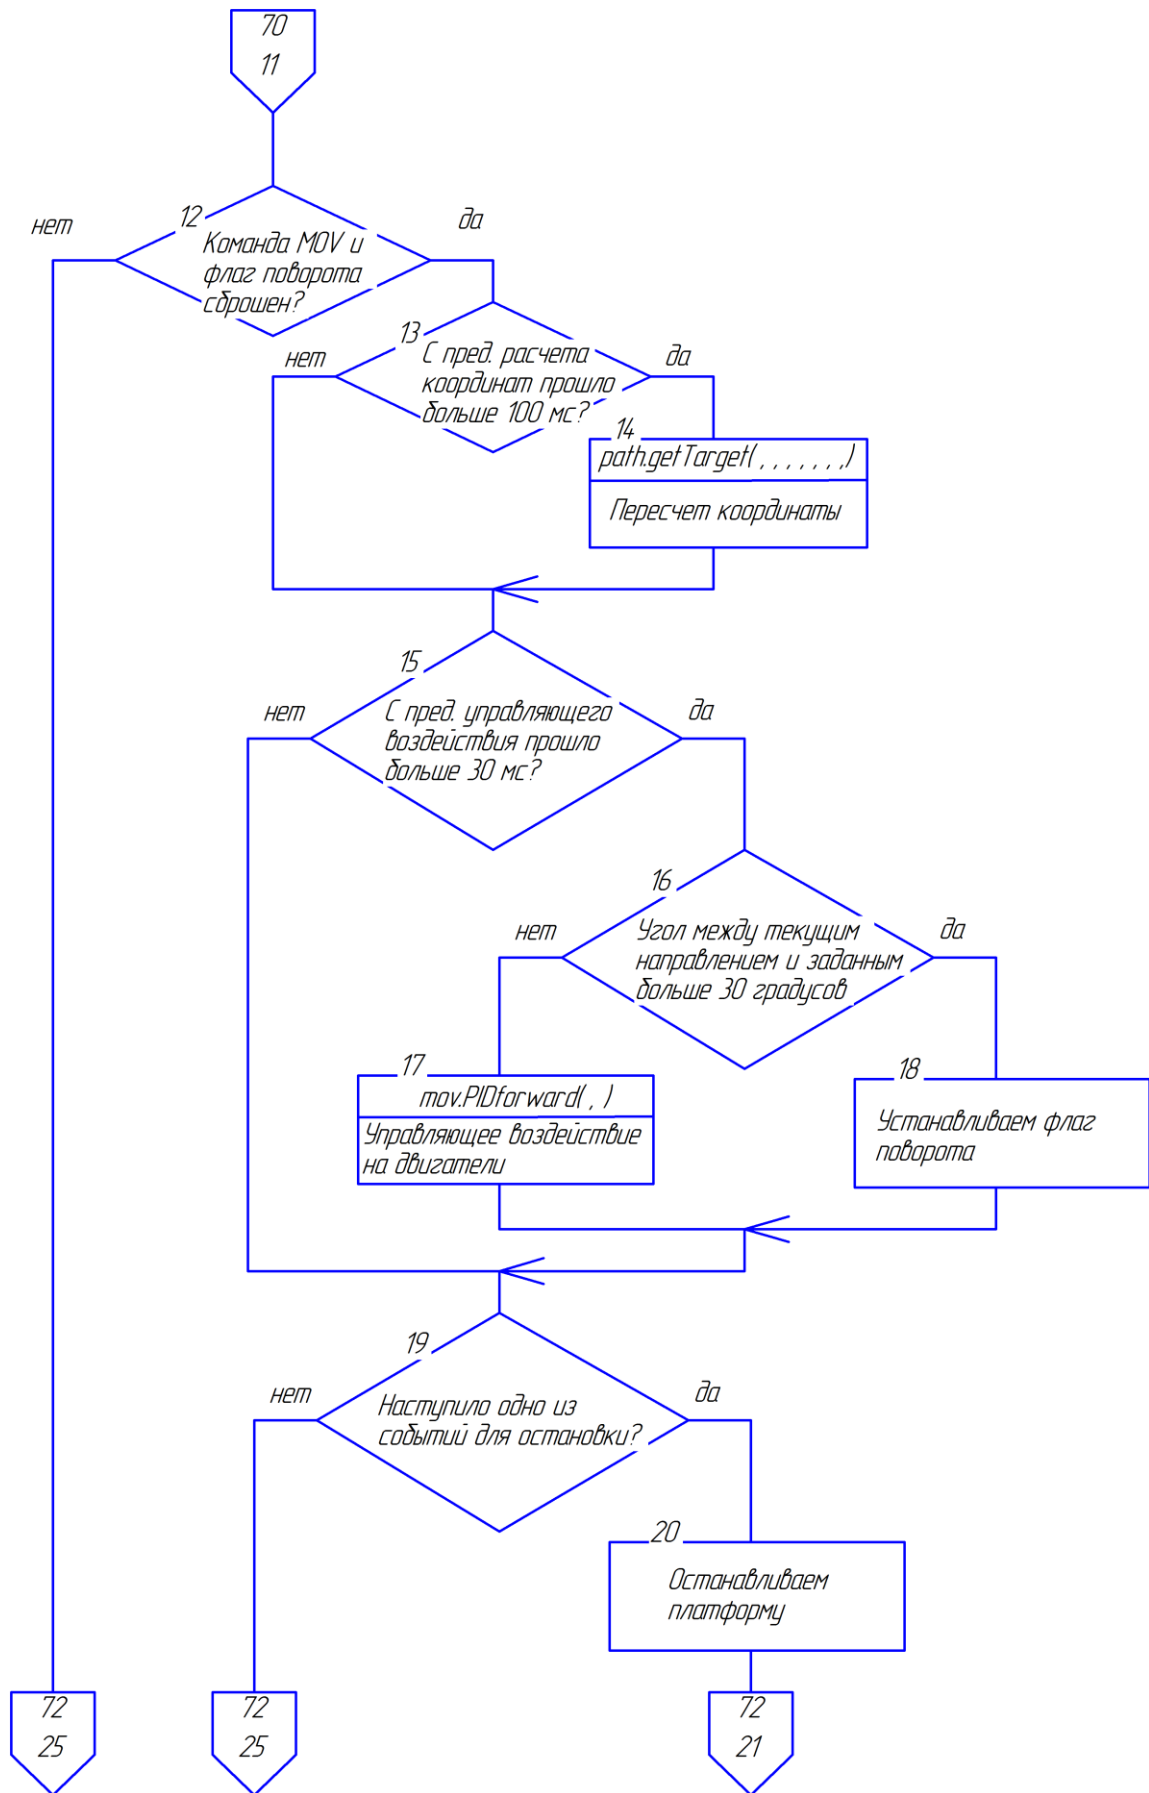 70
11
12
нет
да
Команда MOV и
флаг поворота
сброшен?
13
нет
да
С пред. расчета
координат прошло
больше 100 мс?
14
path.getTarget( , , , , , , ,)
Пересчет координаты
15
нет
да
С пред. управляющего
воздействия прошло
больше 30 мс?
16
нет
да
Угол между текущим
направлением и заданным
больше 30 градусов
17
mov.PIDforward( , )
Управляющее воздействие
на двигатели
18
Устанавливаем флаг
поворота
19
нет
да
Наступило одно из
событий для остановки?
20
Останавливаем
платформу
72
25
72
25
72
21